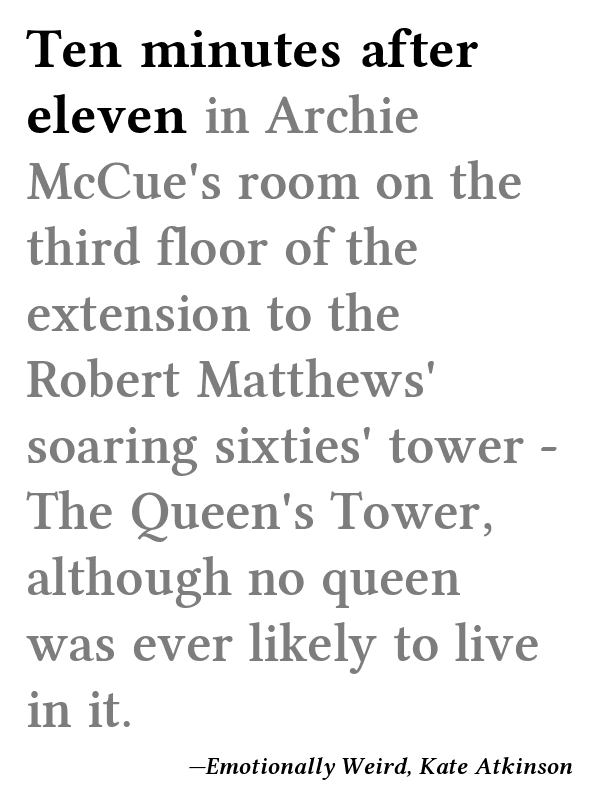 Ten minutes after
eleven in Archie
McCue's room on the
third floor of the
extension to the
Robert Matthews'
soaring sixties' tower -
The Queen's Tower,
although no queen
was ever likely to live
in it.
—Emotionally Weird, Kate Atkinson